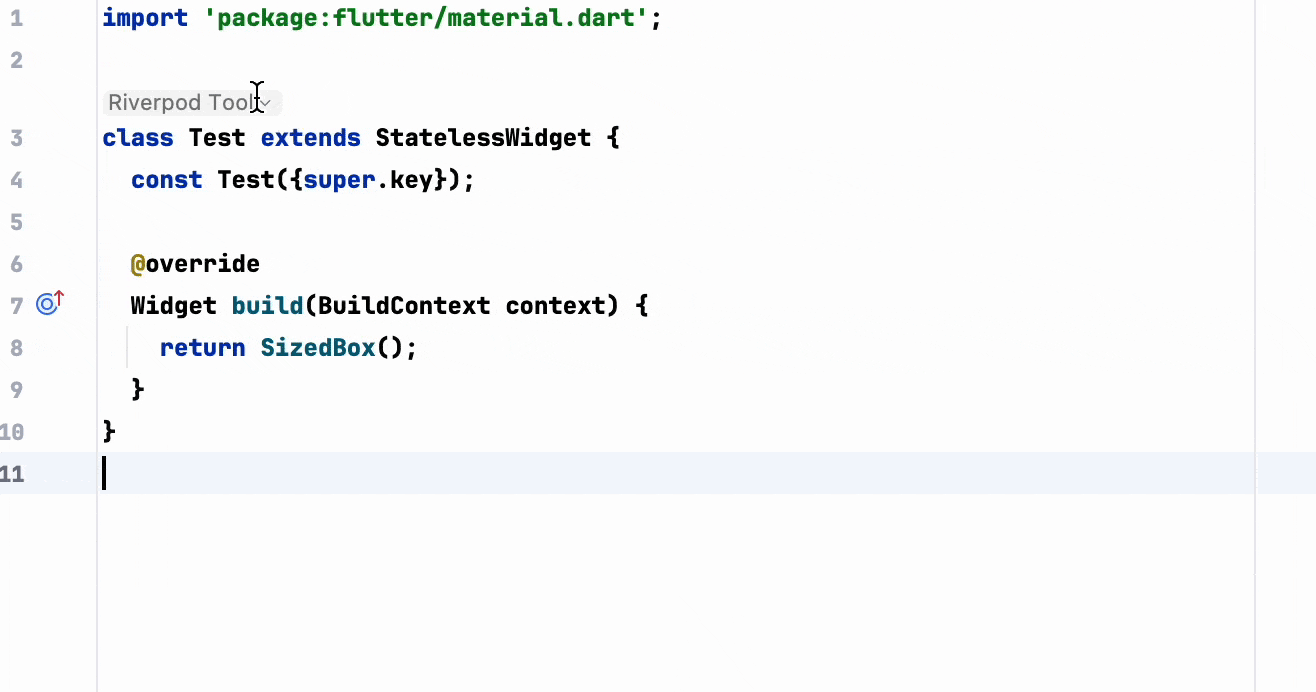 1 import 'package:flutter/material.dart';
2
Riverpod Tool
3 class Test extends StatelessWidget {
4 const Test({super.key});
5
6 @override
7 Widget build(BuildContext context) {
8 return SizedBox();
9 }
10 }
11